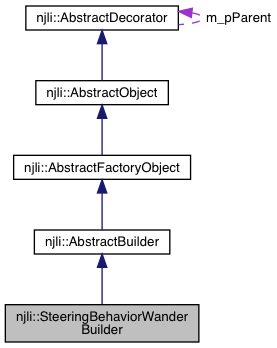 njli::AbstractDecorator
m_pParent
njli::AbstractObject
njli::AbstractFactoryObject
njli::AbstractBuilder
njli::SteeringBehaviorWander
Builder